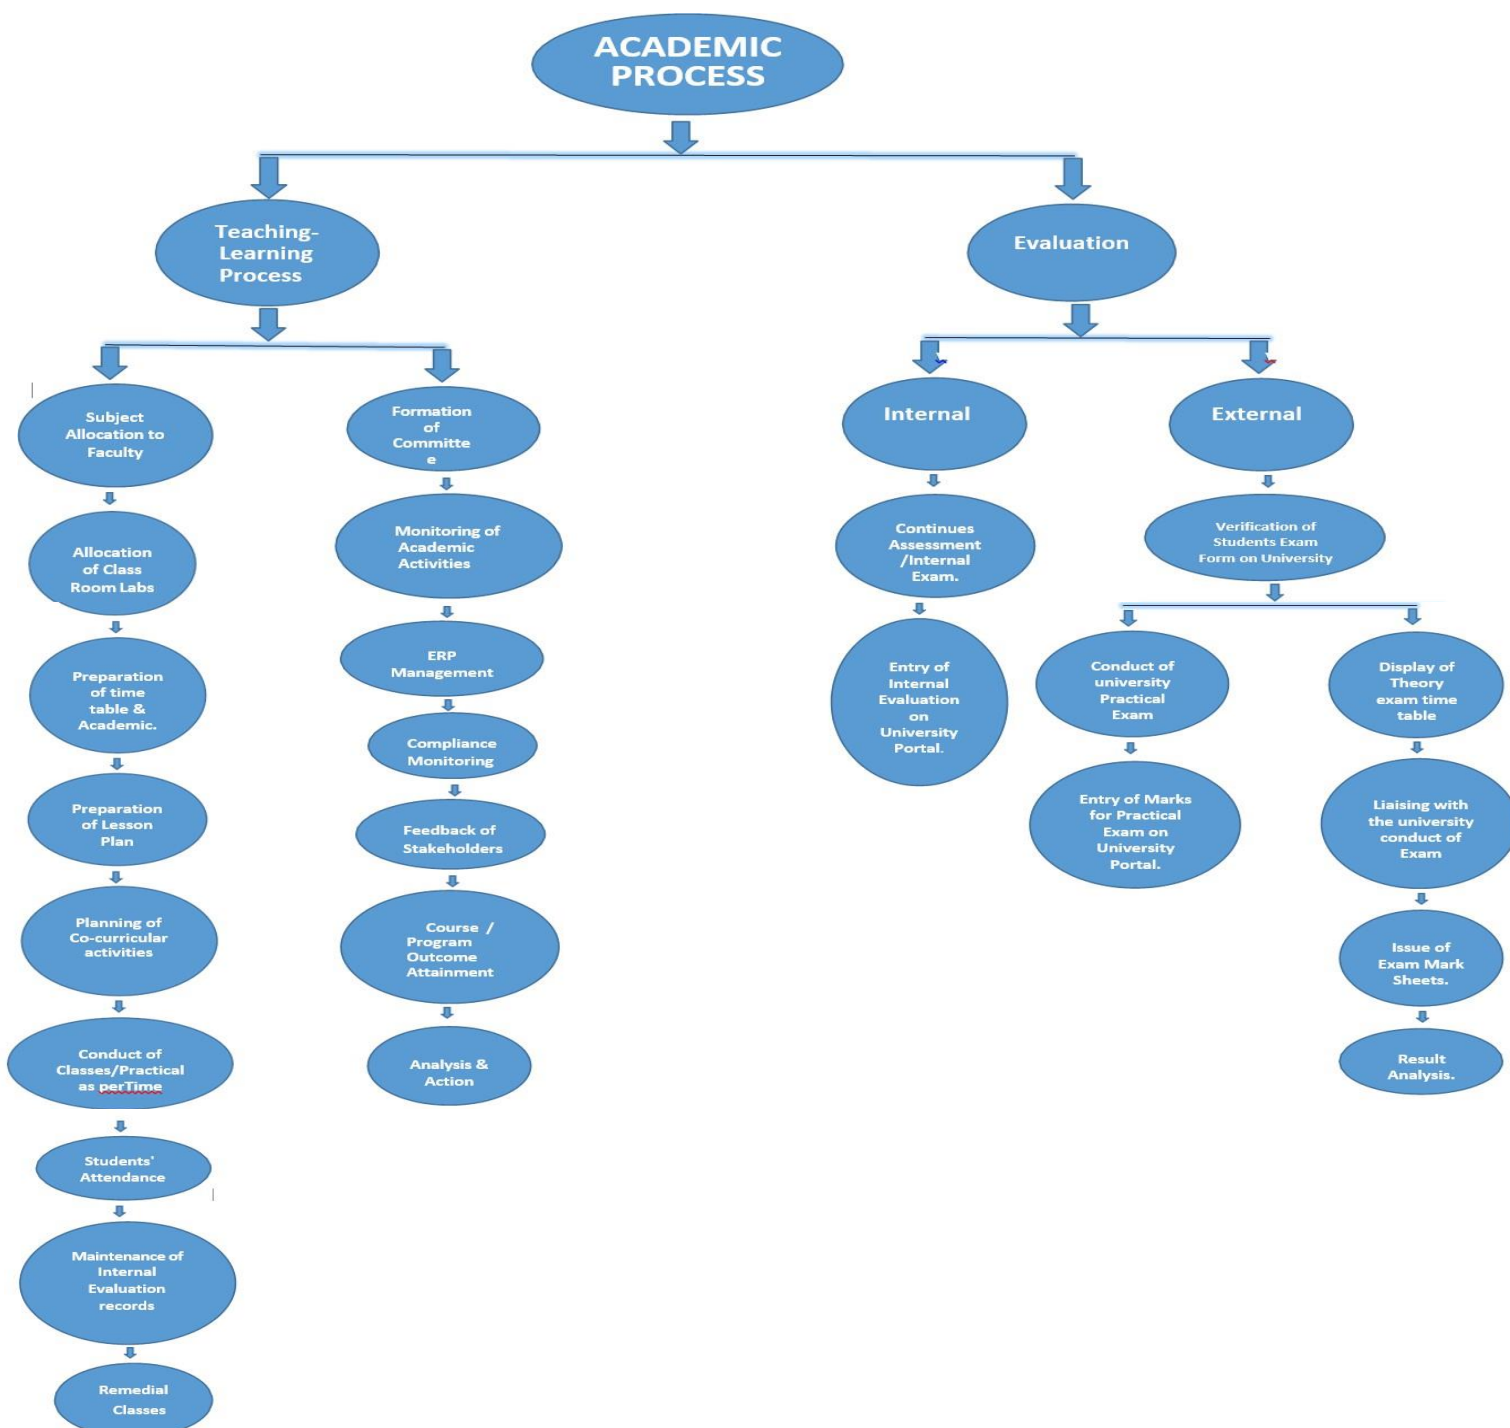 ACADEMIC
PROCESS
Teaching-
Learning
Process
Evaluation
Subject
Allocation to
Faculty
Allocation
of Class
Room Labs
Preparation
of time
table &
Academic.
Preparation
of Lesson
Plan
Planning of
Co-curricular
activities
Conduct of
Classes/Practical
as perTime
Students'
Attendance
Maintenance of
Internal
Evaluation
records
Remedial
Classes
Formation
of
Committe
e
Monitoring of
Academic
Activities
ERP
Management
Compliance
Monitoring
Feedback of
Stakeholders
Course /
Program
Outcome
Attainment
Analysis &
Action
Internal
Continues
Assessment
/Internal
Exam.
Entry of
Internal
Evaluation
on
University
Portal.
External
Verification of
Students Exam
Form on University
Conduct of
university
Practical
Exam
Entry of Marks
for Practical
Exam on
University
Portal.
Display of
Theory
exam time
table
Liaising with
the university
conduct of
Exam
Issue of
Exam Mark
Sheets.
Result
Analysis.